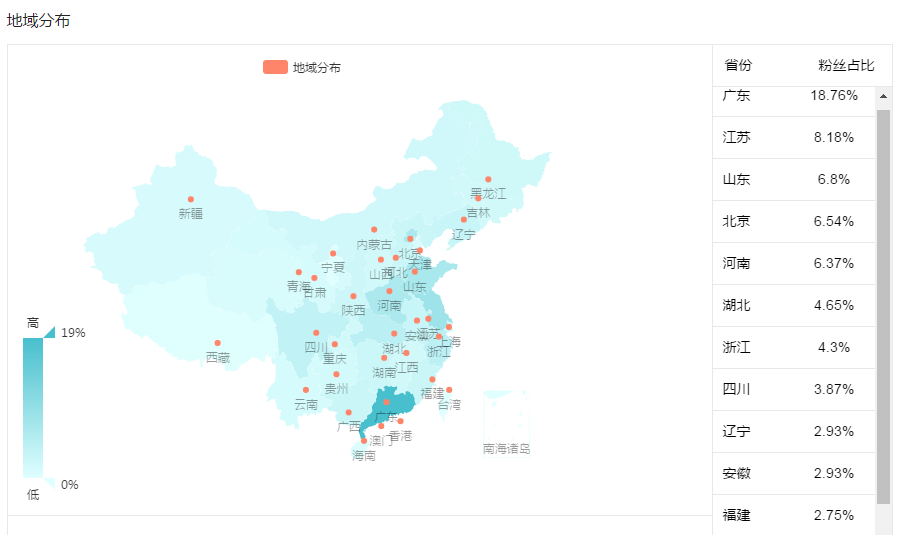 地域分布
地域分布
省份 粉丝占比
广东 18.76%
江苏 8.18%
山东 6.8%
北京 6.54%
河南 6.37%
湖北 4.65%
浙江 4.3%
四川 3.87%
辽宁 2.93%
安徽 2.93%
福建 2.75%
黑龙江
新疆
吉林
辽宁
内蒙古
北京
天津
宁夏
山西
河北
青海
甘肃
山东
陕西
河南
安徽
江苏
上海
四川
湖北
浙江
西藏
重庆
湖南
江西
贵州
福建
云南
台湾
广东
广西
香港
澳门
海南
南海诸岛
高
19%
0%
低